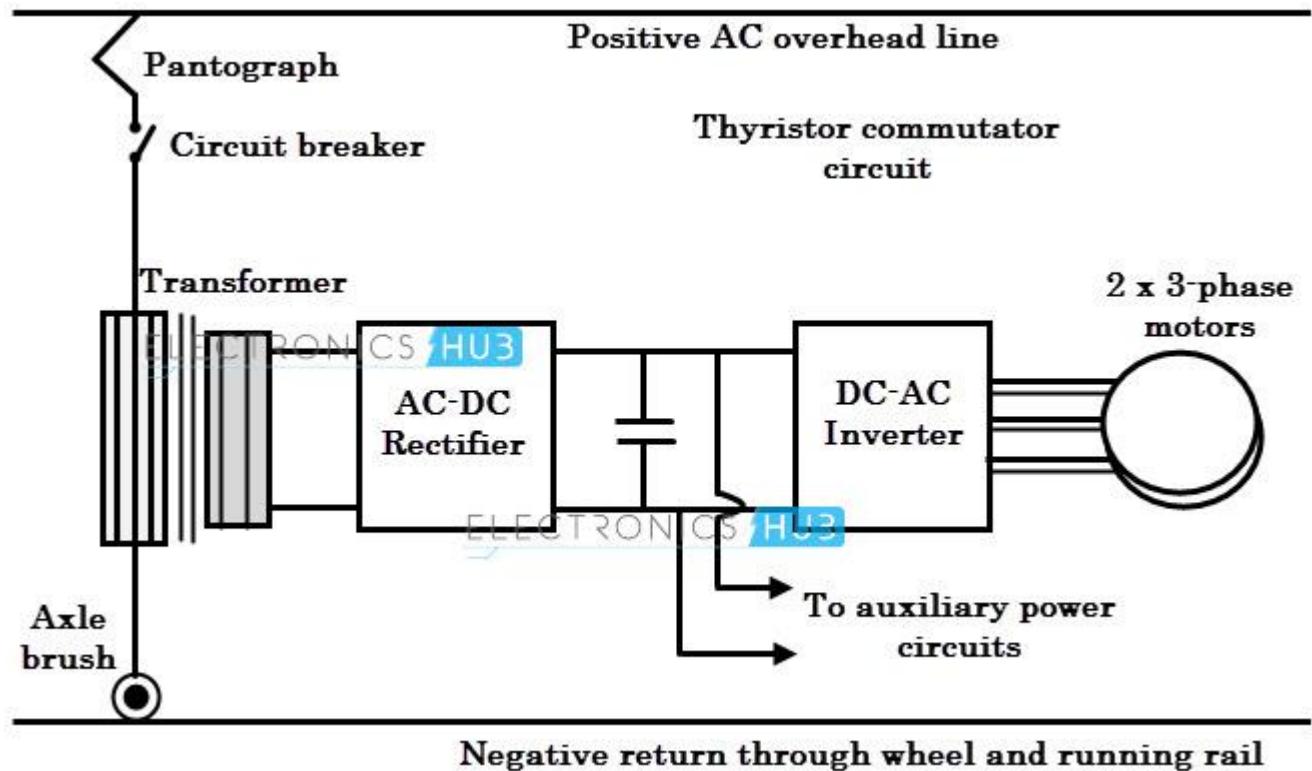 Positive AC overhead line
Pantograph
Thyristor commutator
circuit
Circuit breaker
Transformer
2 x 3-phase
motors
ELECTRONICS HUB
AC-DC
Rectifier
DC-AC
Inverter
ELECTRONICS HUB
To auxiliary power
circuits
Axle
brush
Negative return through wheel and running rail